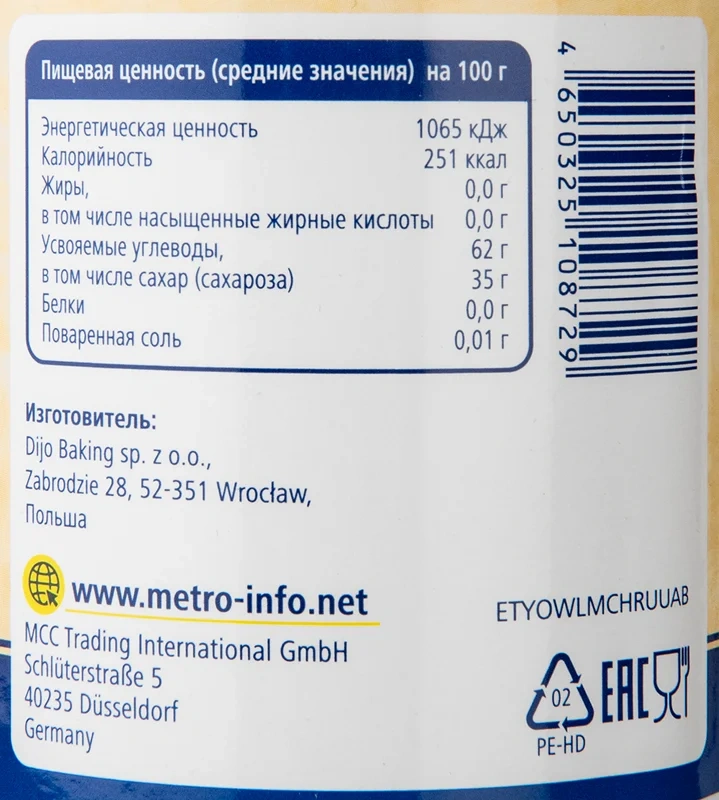 Пищевая ценность (средние значения) на 100 г
Энергетическая ценность 1065 кДж
Калорийность 251 ккал
Жиры, 0,0 г
в том числе насыщенные жирные кислоты 0,0 г
Усвояемые углеводы, 62 г
в том числе сахар (сахароза) 35 г
Белки 0,0 г
Поваренная соль 0,01 г
4 650325 108729
Изготовитель:
Dijo Baking sp. z o.o.,
Zabrodzie 28, 52-351 Wrocław,
Польша
www.metro-info.net
MCC Trading International GmbH
Schlüterstraße 5
40235 Düsseldorf
Germany
ETYOWLMCHRUUAB
02
PE-HD
EAC